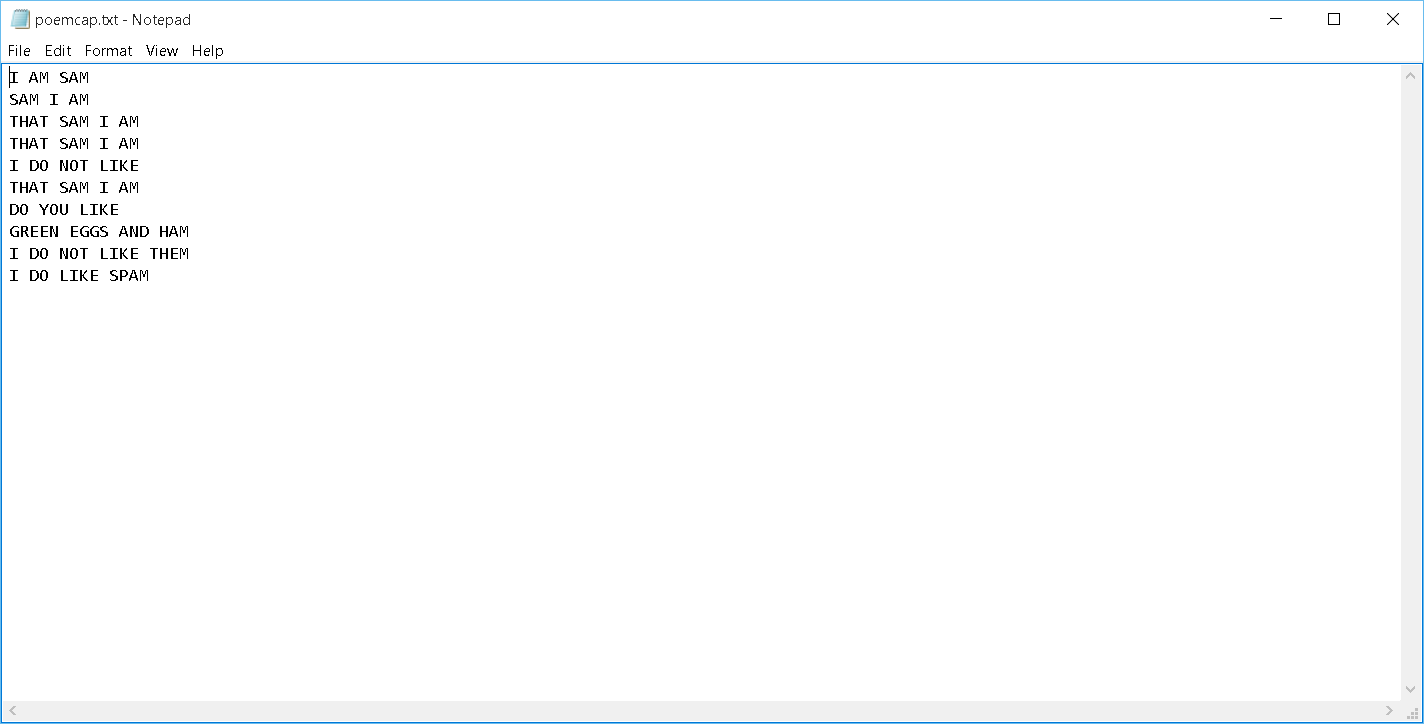 poemcap.txt - Notepad
File Edit Format View Help
I AM SAM
SAM I AM
THAT SAM I AM
THAT SAM I AM
I DO NOT LIKE
THAT SAM I AM
DO YOU LIKE
GREEN EGGS AND HAM
I DO NOT LIKE THEM
I DO LIKE SPAM